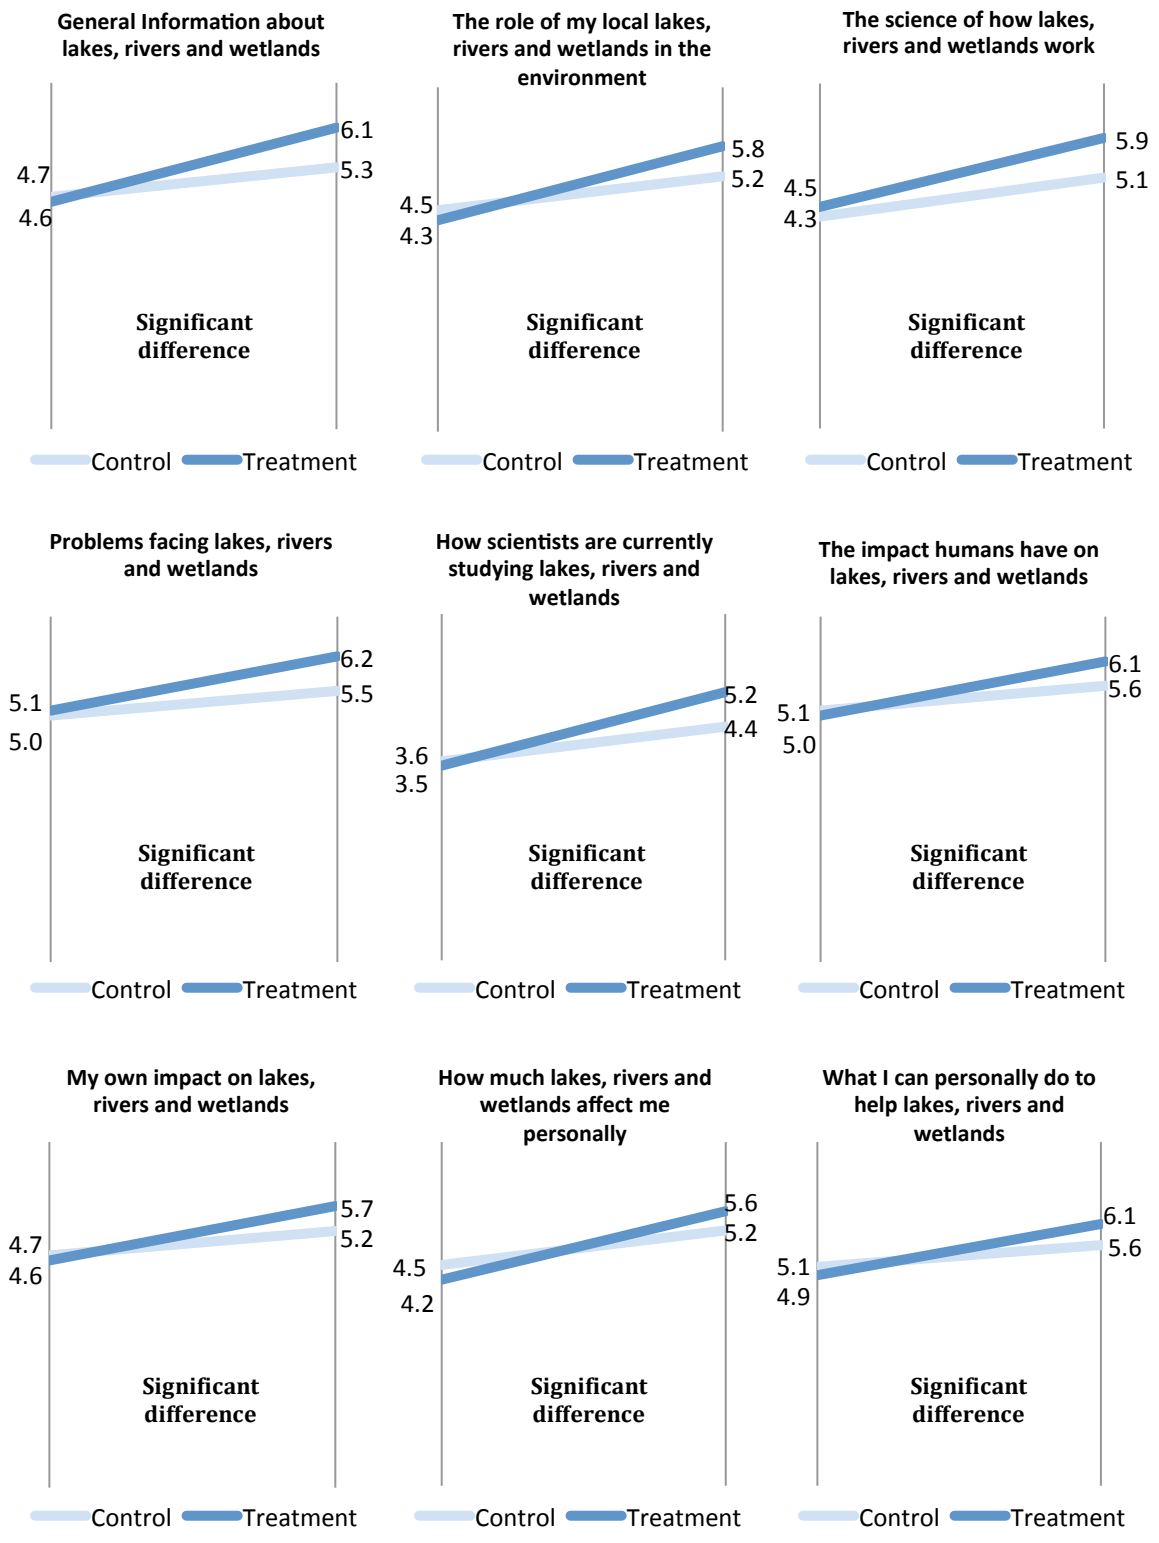 General Information about
lakes, rivers and wetlands
4.7
4.6
6.1
5.3
Significant
difference
Control Treatment
The role of my local lakes,
rivers and wetlands in the
environment
4.5
4.3
5.8
5.2
Significant
difference
Control Treatment
The science of how lakes,
rivers and wetlands work
4.5
4.3
5.9
5.1
Significant
difference
Control Treatment
Problems facing lakes, rivers
and wetlands
5.1
5.0
6.2
5.5
Significant
difference
Control Treatment
How scientists are currently
studying lakes, rivers and
wetlands
3.6
3.5
5.2
4.4
Significant
difference
Control Treatment
The impact humans have on
lakes, rivers and wetlands
5.1
5.0
6.1
5.6
Significant
difference
Control Treatment
My own impact on lakes,
rivers and wetlands
4.7
4.6
5.7
5.2
Significant
difference
Control Treatment
How much lakes, rivers and
wetlands affect me
personally
4.5
4.2
5.6
5.2
Significant
difference
Control Treatment
What I can personally do to
help lakes, rivers and
wetlands
5.1
4.9
6.1
5.6
Significant
difference
Control Treatment